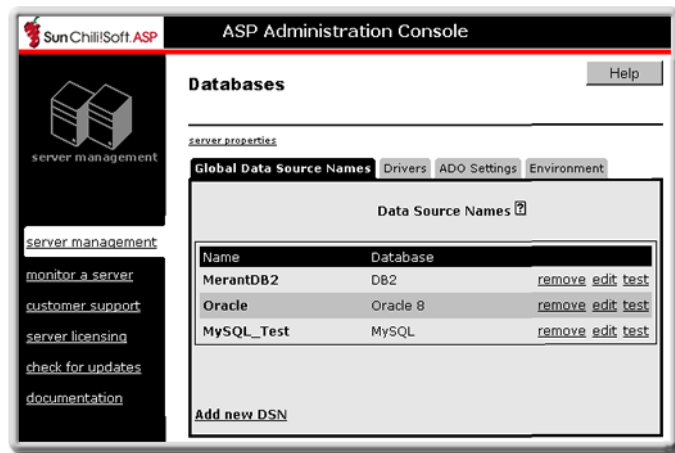 Sun Chili!Soft.ASP
ASP Administration Console
server management
server management
monitor a server
customer support
server licensing
check for updates
documentation
Databases
Help
server properties
Global Data Source Names Drivers ADO Settings Environment
Data Source Names ?
Name Database
MerantDB2 DB2 remove edit test
Oracle Oracle 8 remove edit test
MySQL_Test MySQL remove edit test
Add new DSN